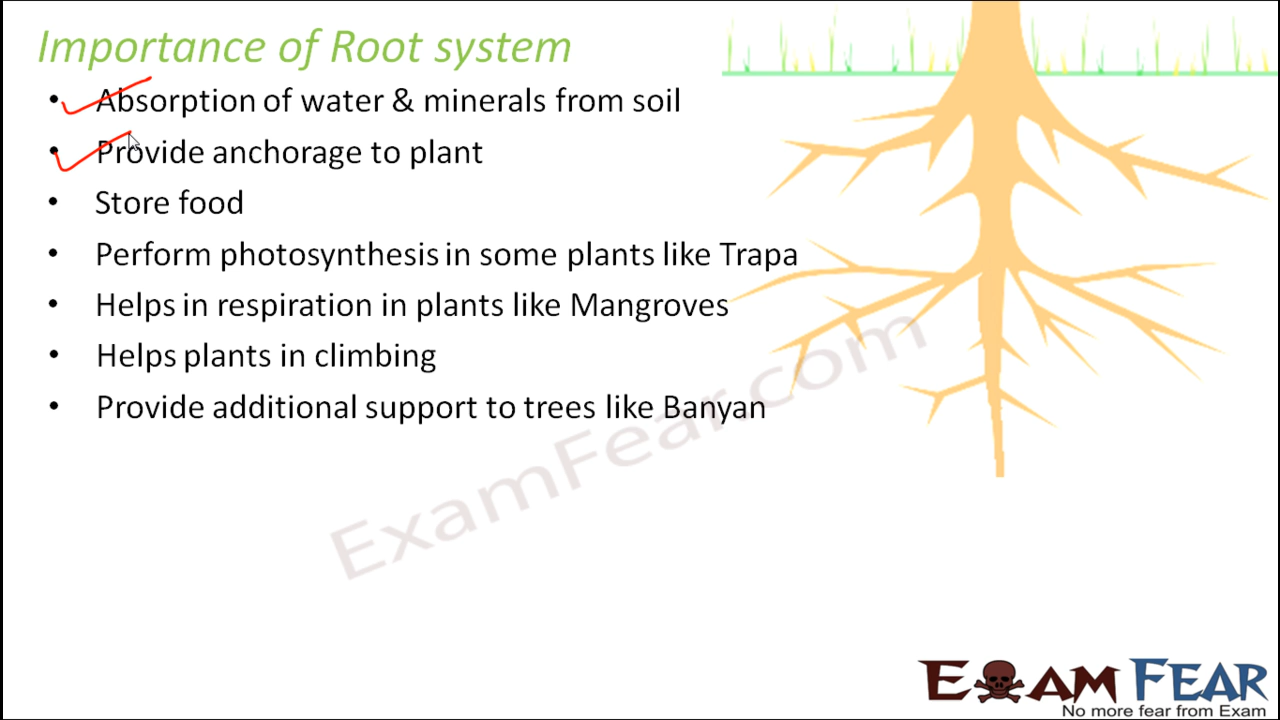 Importance of Root system
• Absorption of water & minerals from soil
• Provide anchorage to plant
• Store food
• Perform photosynthesis in some plants like Trapa
• Helps in respiration in plants like Mangroves
• Helps plants in climbing
• Provide additional support to trees like Banyan
ExamFear.com
EXAM FEAR
No more fear from Exam